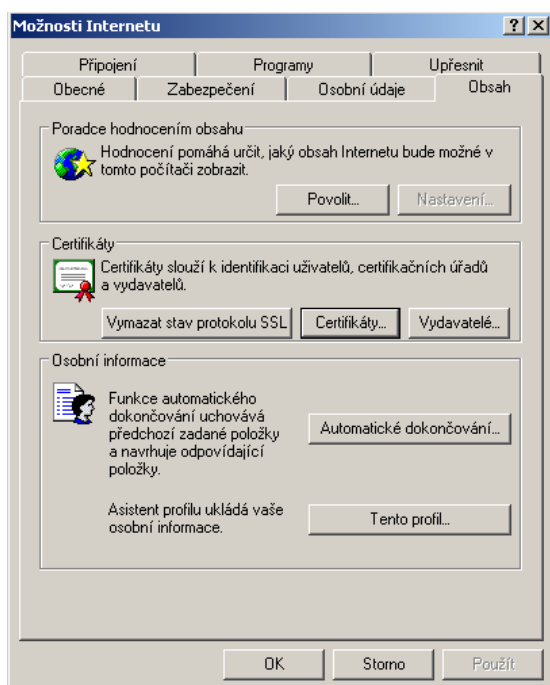 Možnosti Internetu
Připojení Programy Upřesnit
Obecné Zabezpečení Osobní údaje Obsah
Poradce hodnocením obsahu
Hodnocení pomáhá určit, jaký obsah Internetu bude možné v
tomto počítači zobrazit.
Povolit... Nastavení...
Certifikáty
Certifikáty slouží k identifikaci uživatelů, certifikačních úřadů
a vydavatelů.
Vymazat stav protokolu SSL Certifikáty... Vydavatelé...
Osobní informace
Funkce automatického
dokončování uchovává
předchozí zadané položky
a navrhuje odpovídající
položky.
Automatické dokončování...
Asistent profilu ukládá vaše
osobní informace.
Tento profil...
OK Storno Použít